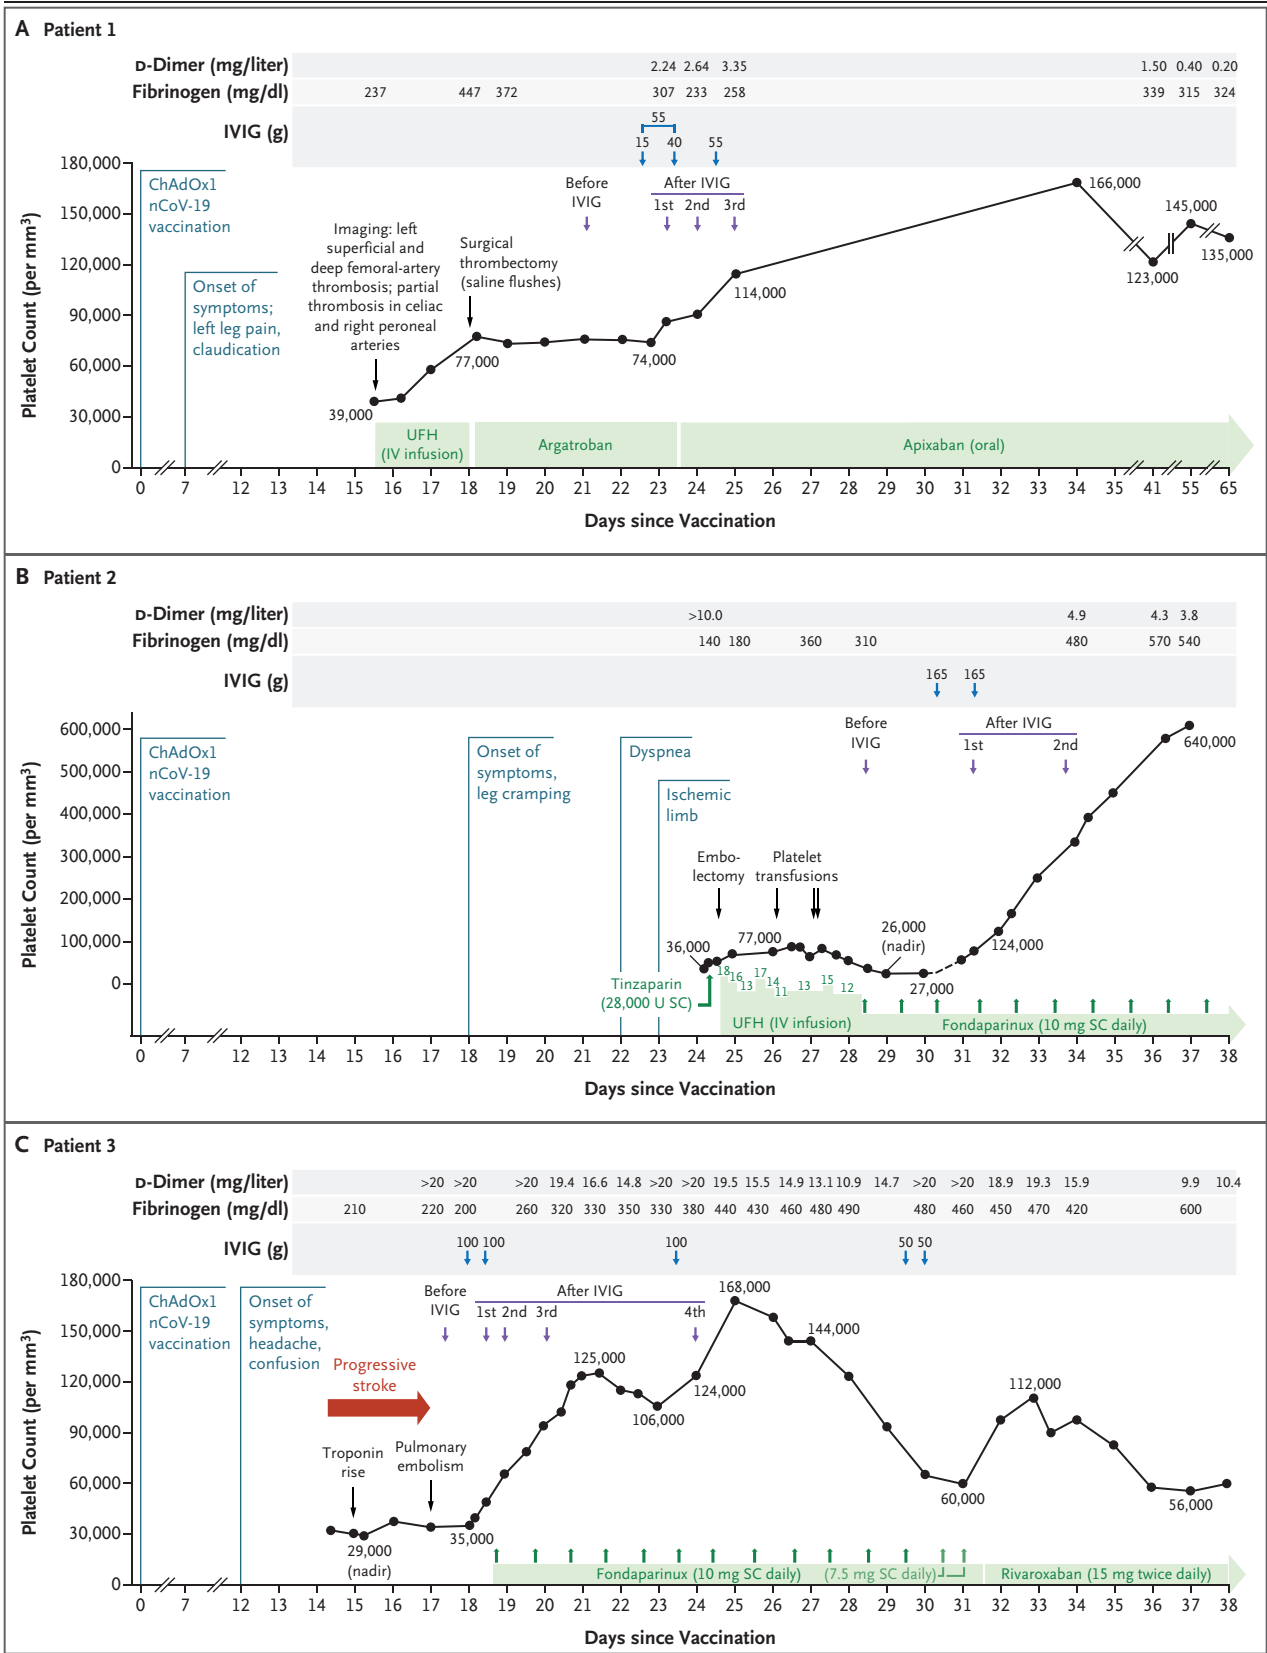 A Patient 1
D-Dimer (mg/liter) 2.24 2.64 3.35 1.50 0.40 0.20
Fibrinogen (mg/dl) 237 447 372 307 233 258 339 315 324
IVIG (g)
55
15 40 55
Platelet Count (per mm³)
180,000
150,000
120,000
90,000
60,000
30,000
0
ChAdOx1
nCoV-19
vaccination
Onset of
symptoms;
left leg pain,
claudication
Imaging: left
superficial and
deep femoral-artery
thrombosis; partial
thrombosis in celiac
and right peroneal
arteries
Surgical
thrombectomy
(saline flushes)
Before
IVIG
After IVIG
1st 2nd 3rd
39,000
77,000
74,000
114,000
166,000
123,000
145,000
135,000
UFH
(IV infusion)
Argatroban
Apixaban (oral)
0 7 12 13 14 15 16 17 18 19 20 21 22 23 24 25 26 27 28 29 30 31 32 33 34 35 41 55 65
Days since Vaccination
B Patient 2
D-Dimer (mg/liter) >10.0 4.9 4.3 3.8
Fibrinogen (mg/dl) 140 180 360 310 480 570 540
IVIG (g) 165 165
Platelet Count (per mm³)
600,000
500,000
400,000
300,000
200,000
100,000
0
ChAdOx1
nCoV-19
vaccination
Onset of
symptoms,
leg cramping
Dyspnea
Ischemic
limb
Embo-
lectomy
Platelet
transfusions
Before
IVIG
After IVIG
1st 2nd
36,000
77,000
26,000
(nadir)
27,000
124,000
640,000
Tinzaparin
(28,000 U SC)
18 16 13 17 14 11 13 15 12
UFH (IV infusion)
Fondaparinux (10 mg SC daily)
0 7 12 13 14 15 16 17 18 19 20 21 22 23 24 25 26 27 28 29 30 31 32 33 34 35 36 37 38
Days since Vaccination
C Patient 3
D-Dimer (mg/liter) >20 >20 >20 19.4 16.6 14.8 >20 >20 19.5 15.5 14.9 13.1 10.9 14.7 >20 >20 18.9 19.3 15.9 9.9 10.4
Fibrinogen (mg/dl) 210 220 200 260 320 330 350 330 380 440 430 460 480 490 480 460 450 470 420 600
IVIG (g) 100 100 100 50 50
Platelet Count (per mm³)
180,000
150,000
120,000
90,000
60,000
30,000
0
ChAdOx1
nCoV-19
vaccination
Onset of
symptoms,
headache,
confusion
Progressive
stroke
Troponin
rise
Pulmonary
embolism
Before
IVIG
After IVIG
1st 2nd 3rd 4th
29,000
(nadir)
35,000
125,000
106,000
124,000
168,000
144,000
60,000
112,000
56,000
Fondaparinux (10 mg SC daily)
(7.5 mg SC daily)
Rivaroxaban (15 mg twice daily)
0 7 12 13 14 15 16 17 18 19 20 21 22 23 24 25 26 27 28 29 30 31 32 33 34 35 36 37 38
Days since Vaccination